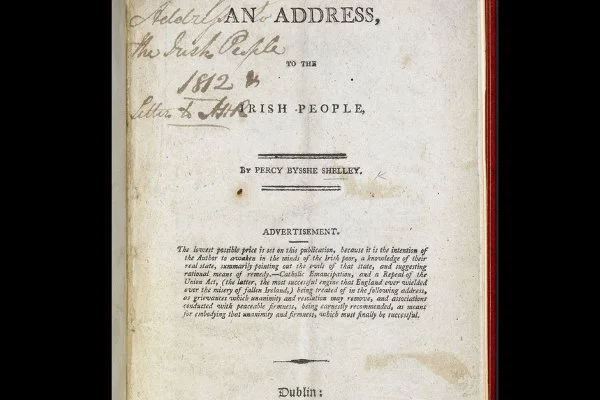 AN ADDRESS,
Address to
the Irish People
TO THE
1812 &
Letter to
IRISH PEOPLE,
BY PERCY BYSSHE SHELLEY.
ADVERTISEMENT.
The lowest possible price is set on this publication, because it is the intention of
the Author to awaken in the minds of the Irish poor, a knowledge of their
real state, summarily pointing out the evils of that state, and suggesting
rational means of remedy.—Catholic Emancipation, and a Repeal of the
Union Act, (the latter, the most successful engine that England ever wielded
over the misery of fallen Ireland,) being treated of in the following address,
as grievances which unanimity and resolution may remove, and associations
conducted with peaceable firmness, being earnestly recommended, as means
for embodying that unanimity and firmness, which must finally be successful.
Dublin: